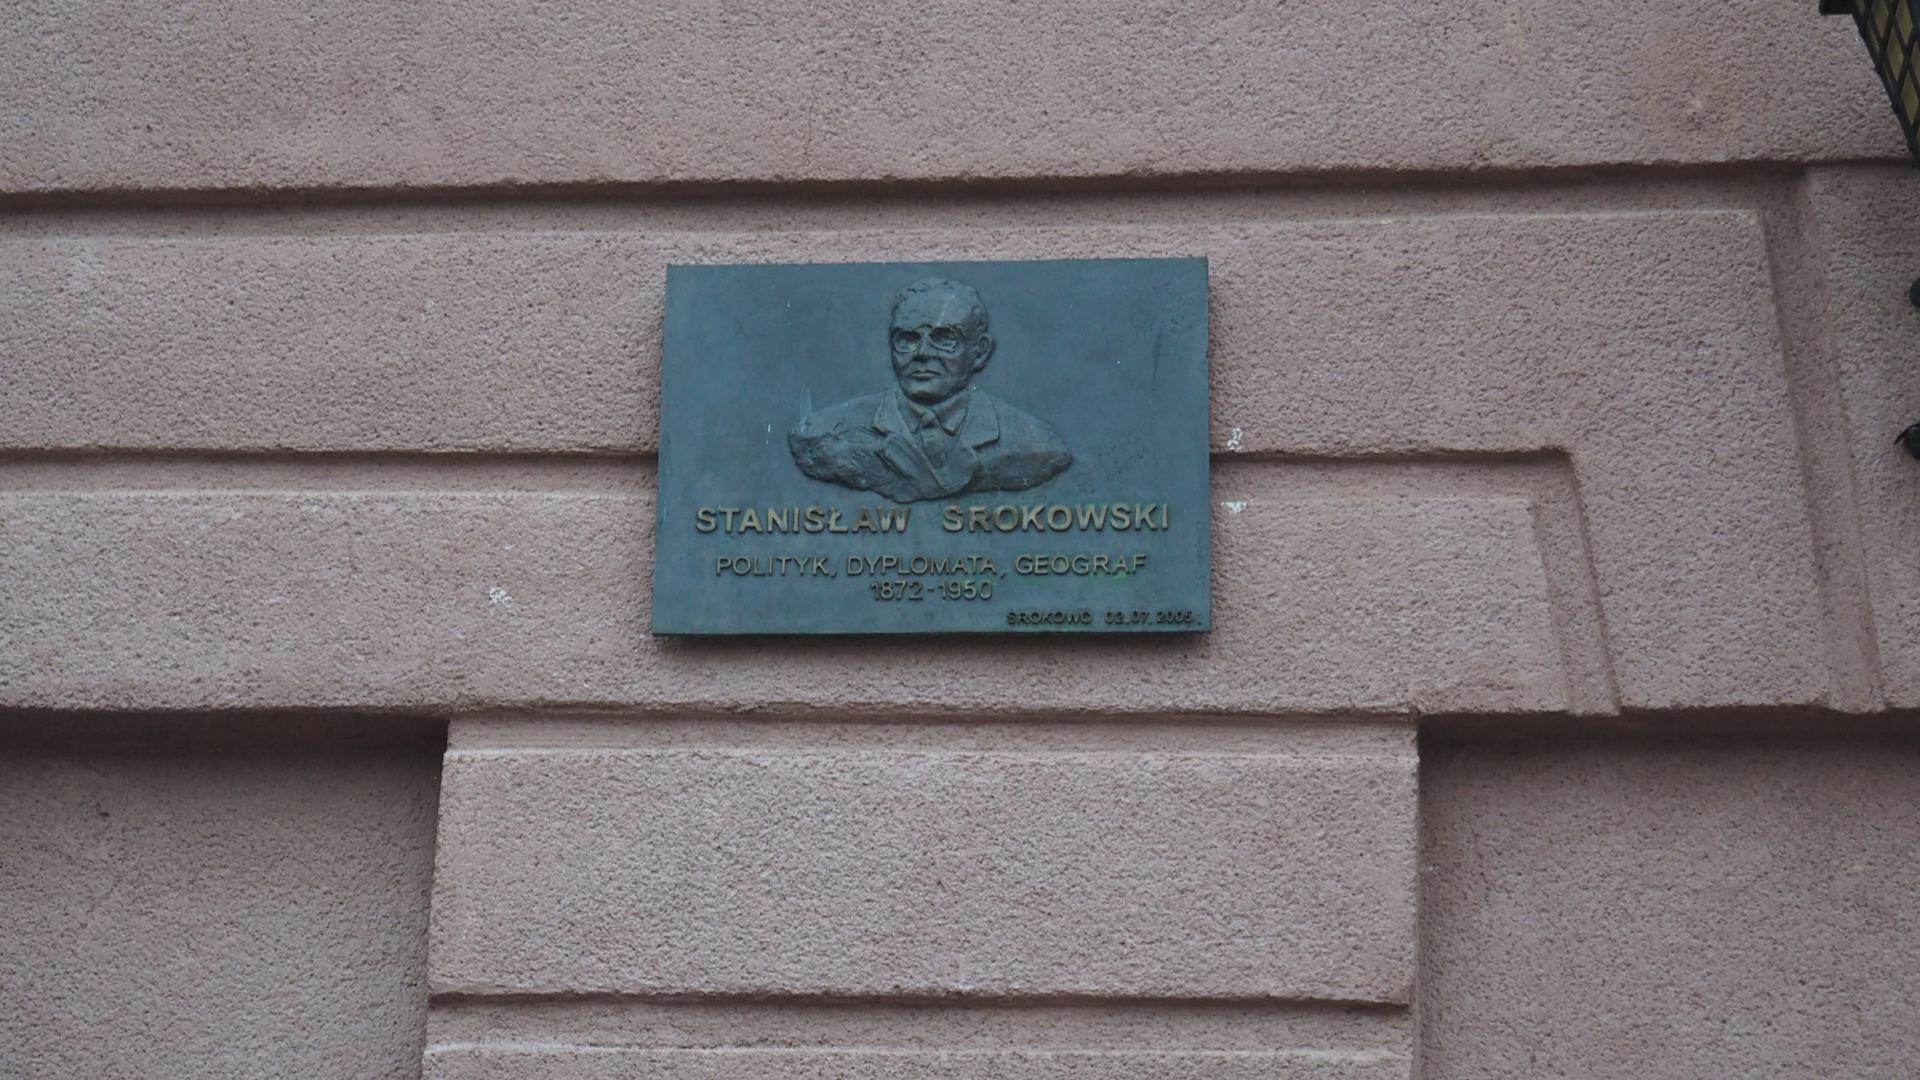 STANISŁAW SROKOWSKI
POLITYK, DYPLOMATA, GEOGRAF
1872-1950
SROKOWO 02.07.2005